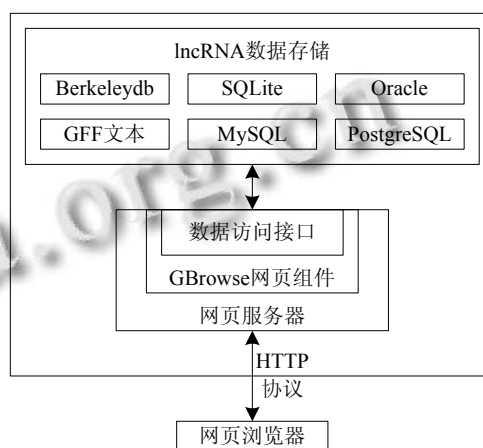 lncRNA数据存储
Berkeleydb SQLite Oracle
GFF文本 MySQL PostgreSQL
数据访问接口
GBrowse网页组件
网页服务器
HTTP
协议
网页浏览器
.org.cn